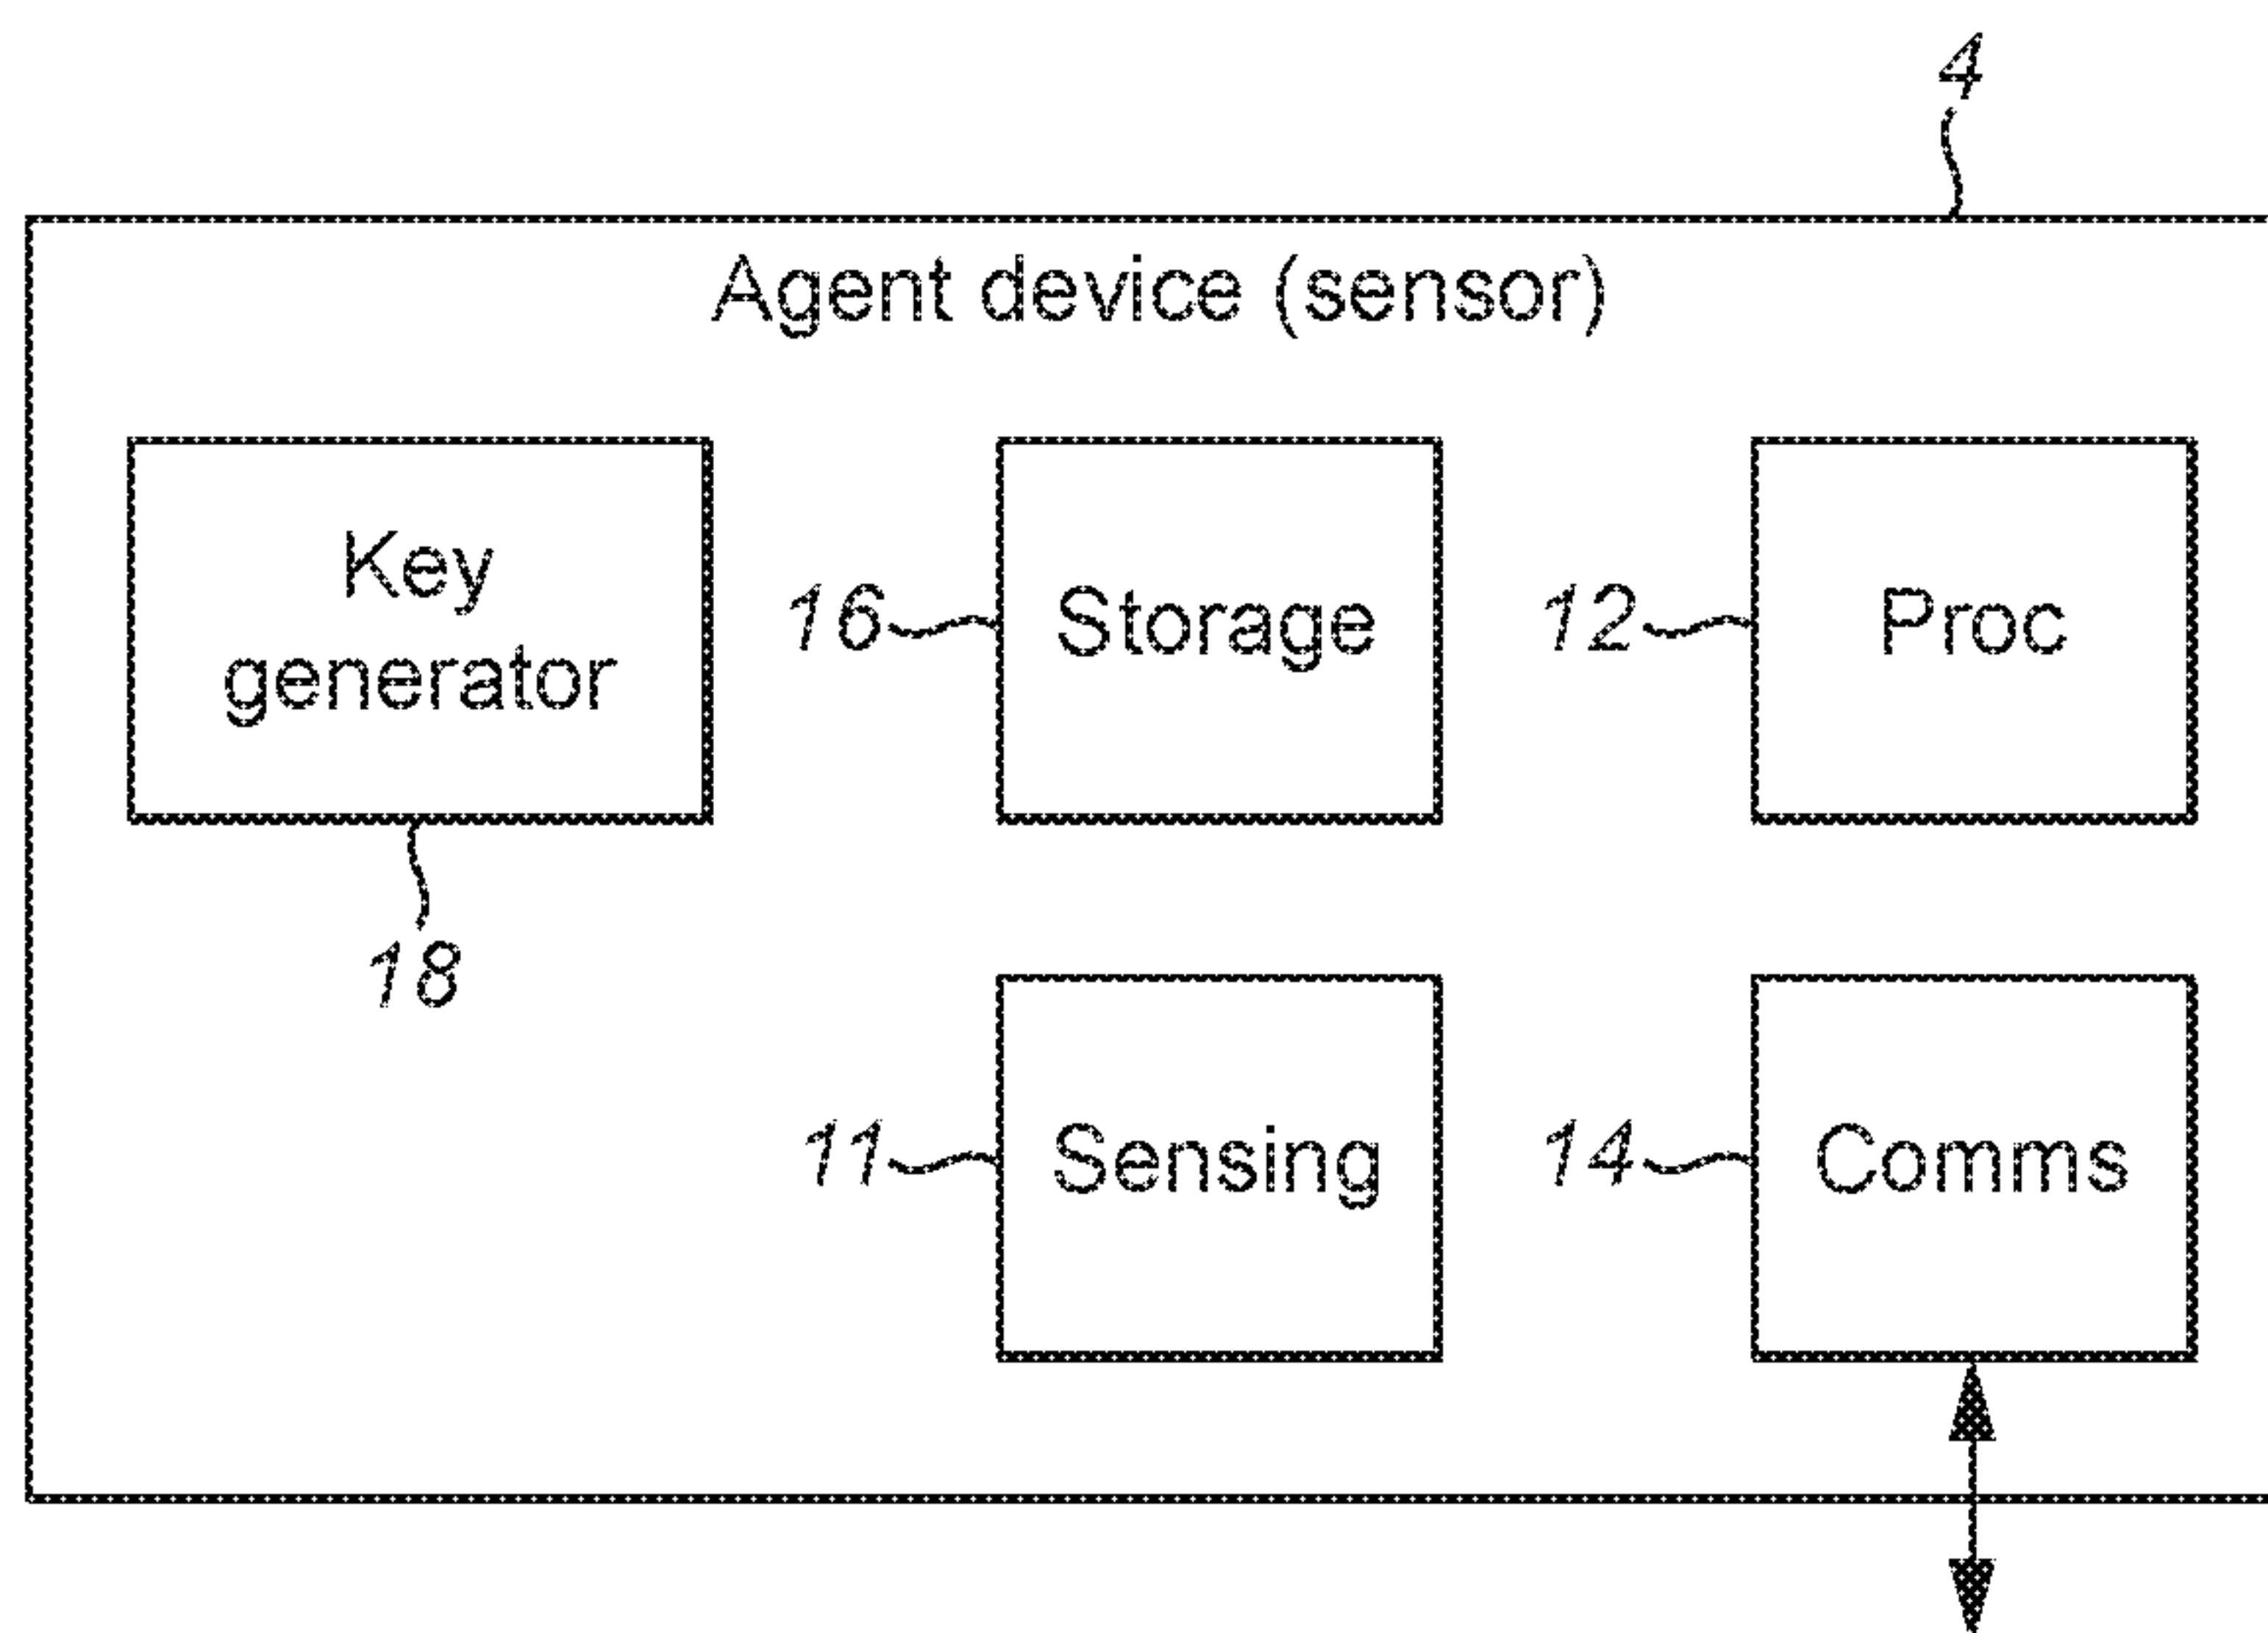 4
Agent device (sensor)
Key
generator
18
16
Storage
12
Proc
11
Sensing
14
Comms